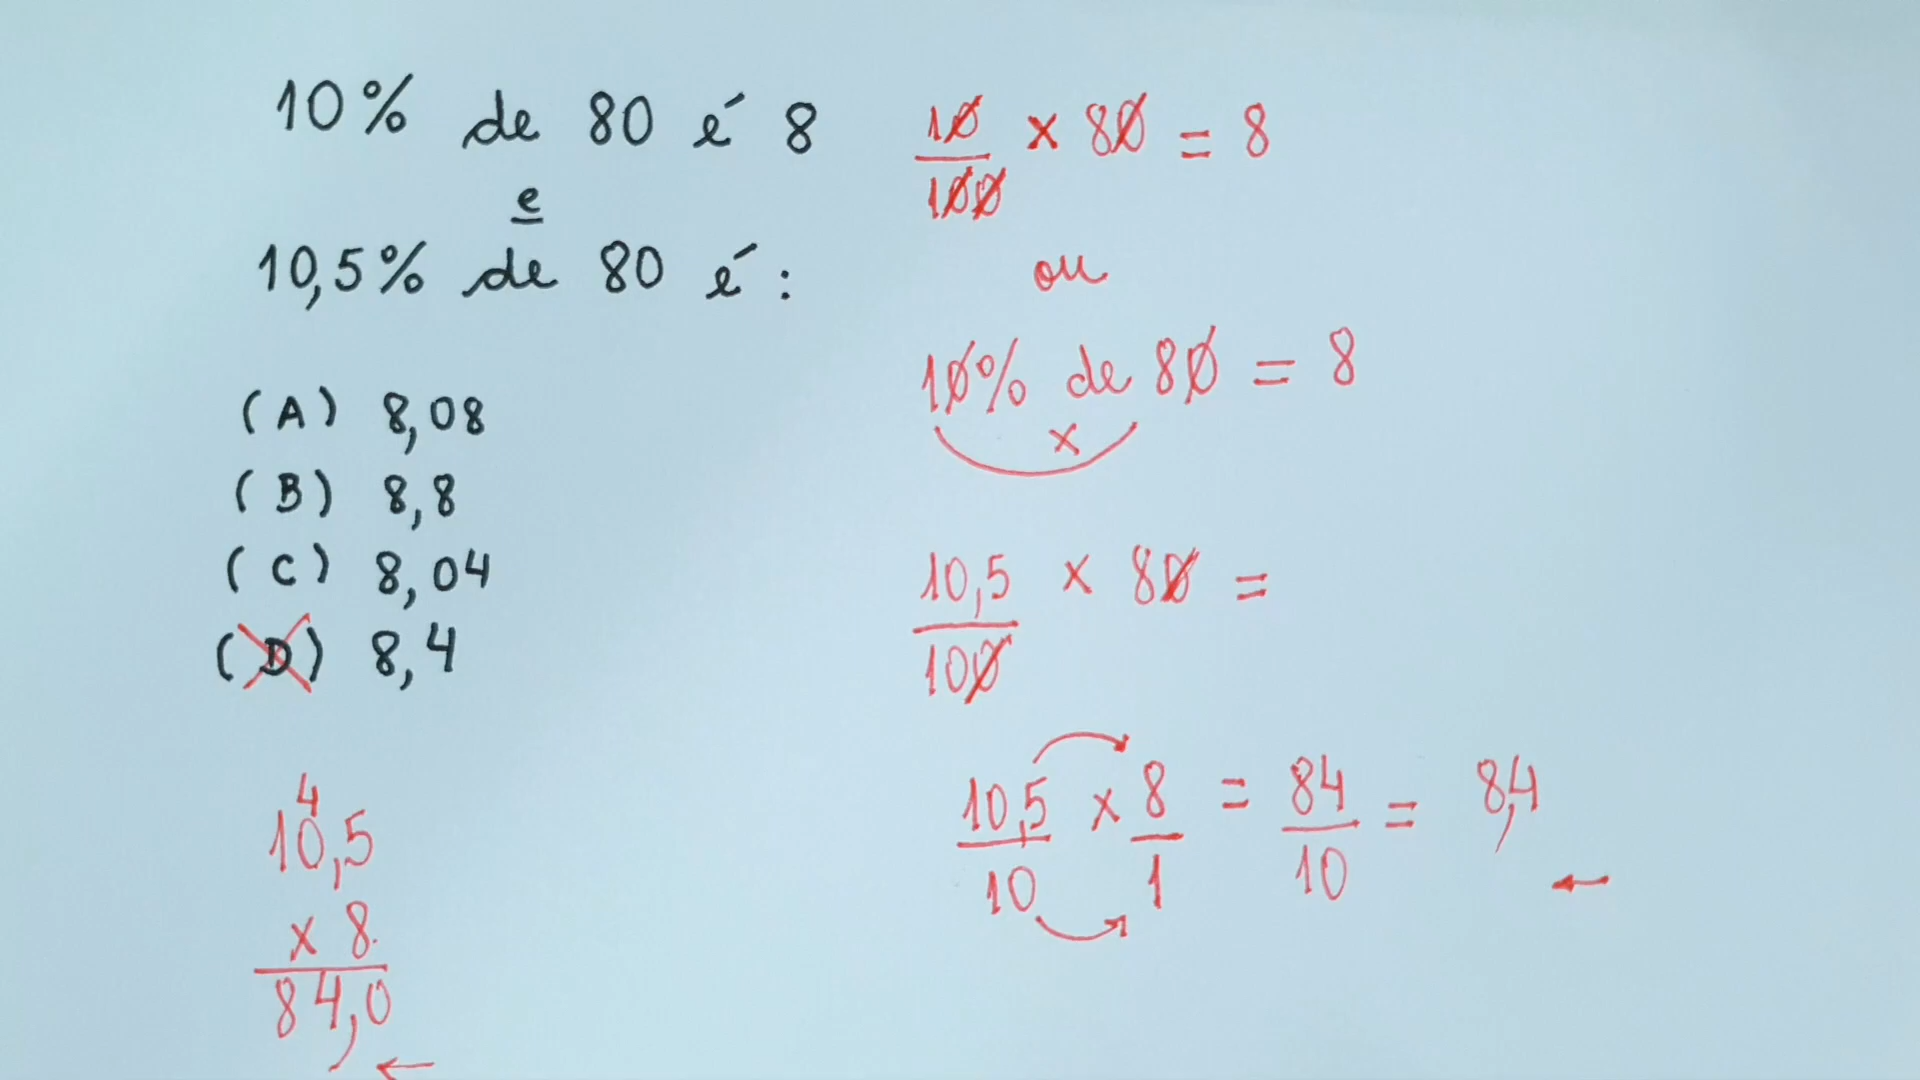 10% de 80 é 8
e
10,5% de 80 é:
(A) 8,08
(B) 8,8
(C) 8,04
(D) 8,4
4
10,5
x 8
84,0
10/100 x 80 = 8
ou
10% de 80 = 8
x
10,5/100 x 80 =
10,5/10 x 8/1 = 84/10 = 8,4